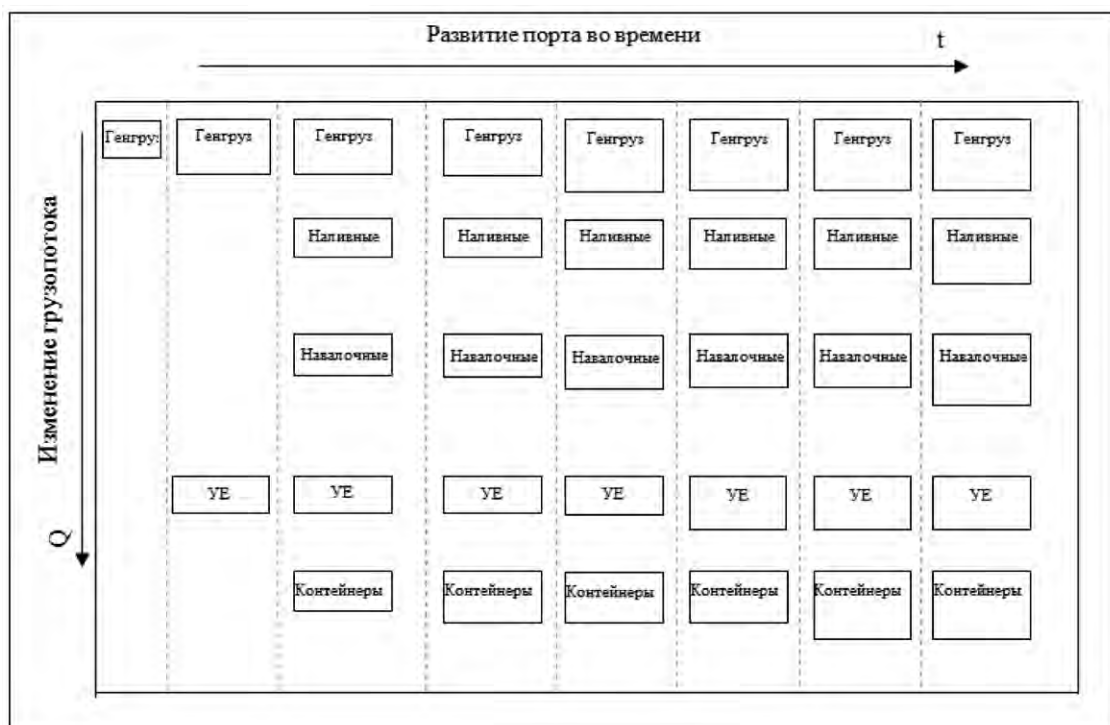 Развитие порта во времени
t
Изменение грузопотока
Q
Генгруз Генгруз Генгруз Генгруз Генгруз Генгруз Генгруз Генгруз
Наливные Наливные Наливные Наливные Наливные Наливные
Навалочные Навалочные Навалочные Навалочные Навалочные Навалочные
УЕ УЕ УЕ УЕ УЕ УЕ УЕ
Контейнеры Контейнеры Контейнеры Контейнеры Контейнеры Контейнеры